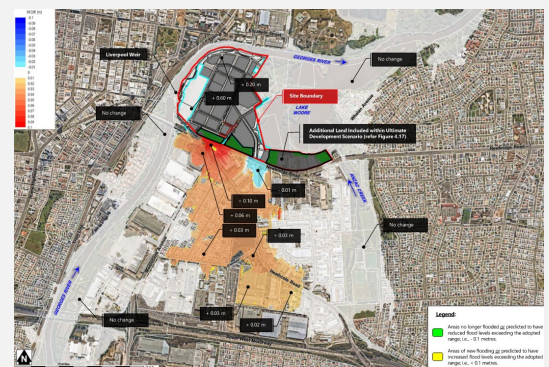 WCDR [m]
GEORGES RIVER
No change
Liverpool Weir
+ 0.20 m
+ 0.60 m
Site Boundary
LAKE
MOORE
No change
Additional Land Included within Ultimate
Development Scenario (refer Figure 4.17)
- 0.01 m
> 0.10 m
+ 0.06 m
+ 0.03 m
+ 0.03 m
No change
GEORGES RIVER
+ 0.03 m
+ 0.02 m
No change
N
Legend:
Areas no longer flooded or predicted to have
reduced flood levels exceeding the adopted
range; i.e., - 0.1 metres.
Areas of new flooding or predicted to have
increased flood levels exceeding the adopted
range; i.e., + 0.1 metres.